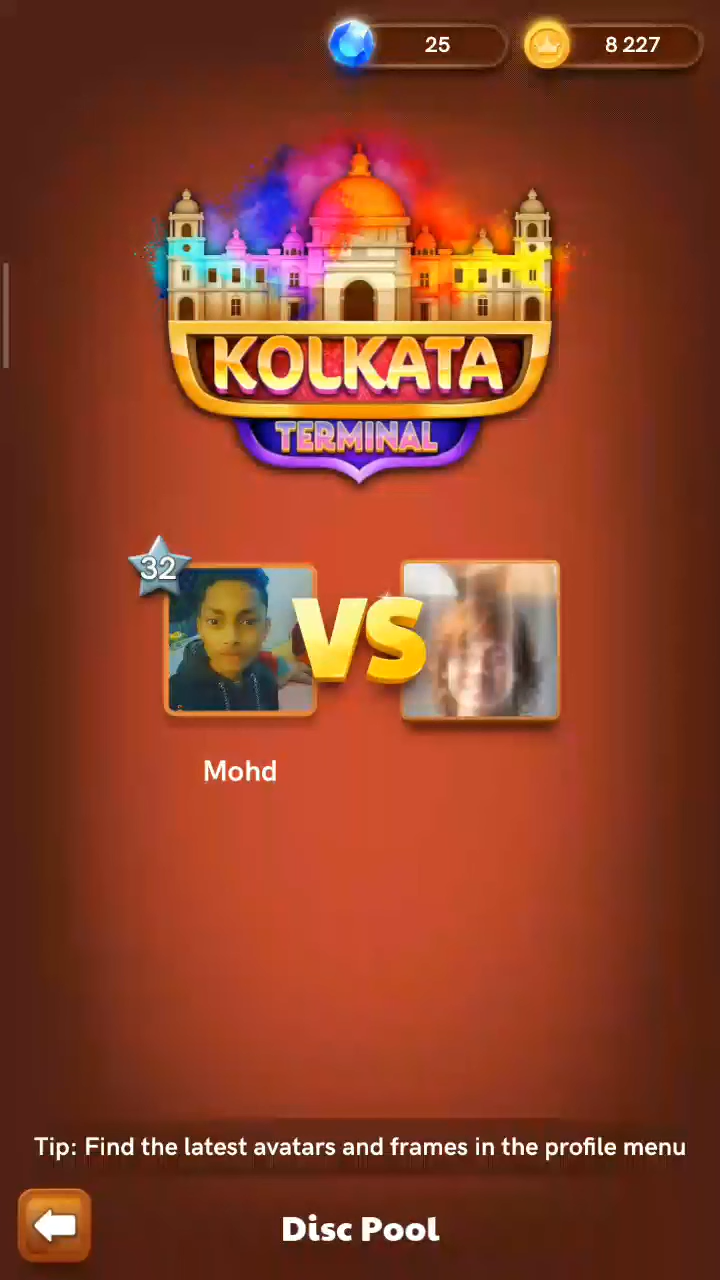 25
8 227
KOLKATA
TERMINAL
32
VS
Mohd
Tip: Find the latest avatars and frames in the profile menu
Disc Pool